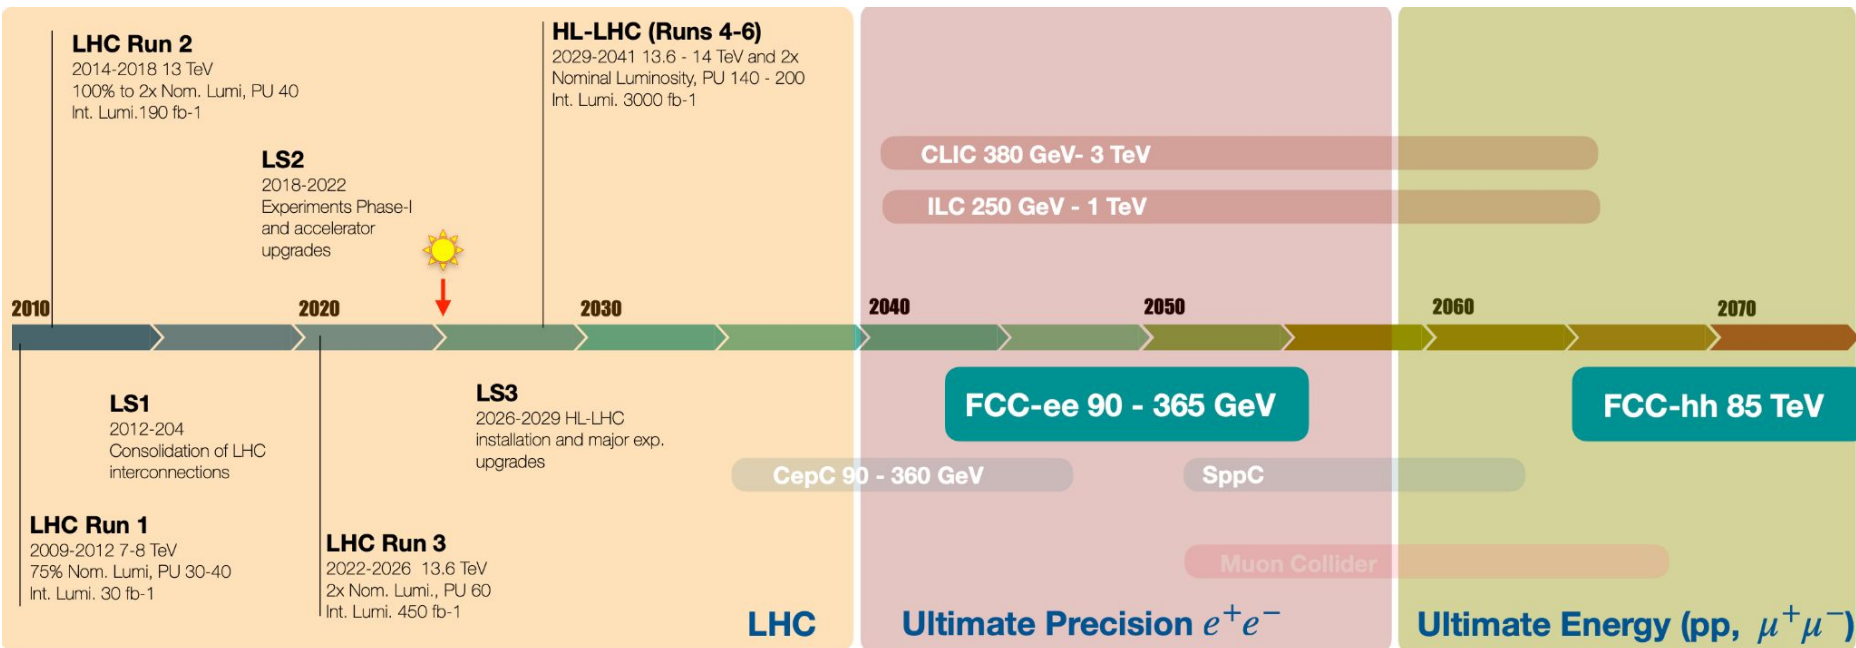 LHC Run 2
2014-2018 13 TeV
100% to 2x Nom. Lumi, PU 40
Int. Lumi.190 fb-1
HL-LHC (Runs 4-6)
2029-2041 13.6 - 14 TeV and 2x
Nominal Luminosity, PU 140 - 200
Int. Lumi. 3000 fb-1
LS2
2018-2022
Experiments Phase-I
and accelerator
upgrades
CLIC 380 GeV- 3 TeV
ILC 250 GeV - 1 TeV
2010
2020
2030
2040
2050
2060
2070
LS1
2012-204
Consolidation of LHC
interconnections
LS3
2026-2029 HL-LHC
installation and major exp.
upgrades
FCC-ee 90 - 365 GeV
FCC-hh 85 TeV
CepC 90 - 360 GeV
SppC
LHC Run 1
2009-2012 7-8 TeV
75% Nom. Lumi, PU 30-40
Int. Lumi. 30 fb-1
LHC Run 3
2022-2026 13.6 TeV
2x Nom. Lumi., PU 60
Int. Lumi. 450 fb-1
Muon Collider
LHC
Ultimate Precision e⁺e⁻
Ultimate Energy (pp, μ⁺μ⁻)